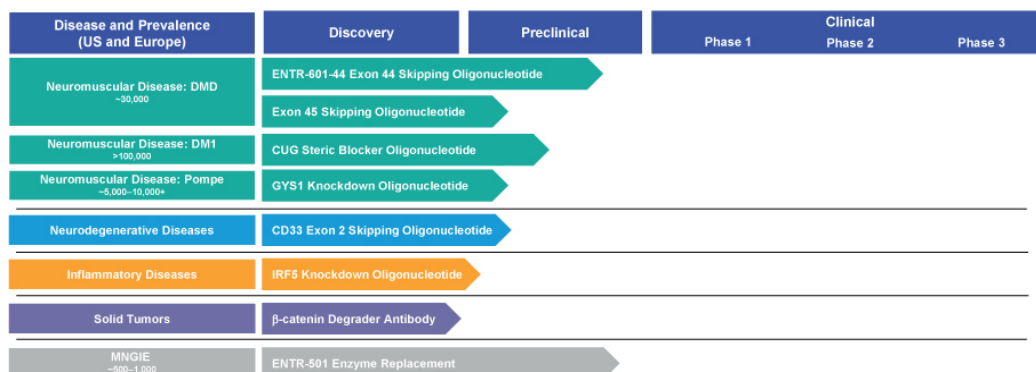 Disease and Prevalence
(US and Europe)
Discovery
Preclinical
Clinical
Phase 1
Phase 2
Phase 3
Neuromuscular Disease: DMD
~30,000
ENTR-601-44 Exon 44 Skipping Oligonucleotide
Exon 45 Skipping Oligonucleotide
Neuromuscular Disease: DM1
>100,000
CUG Steric Blocker Oligonucleotide
Neuromuscular Disease: Pompe
~5,000–10,000+
GYS1 Knockdown Oligonucleotide
Neurodegenerative Diseases
CD33 Exon 2 Skipping Oligonucleotide
Inflammatory Diseases
IRF5 Knockdown Oligonucleotide
Solid Tumors
β-catenin Degrader Antibody
MNGIE
~500–1,000
ENTR-501 Enzyme Replacement